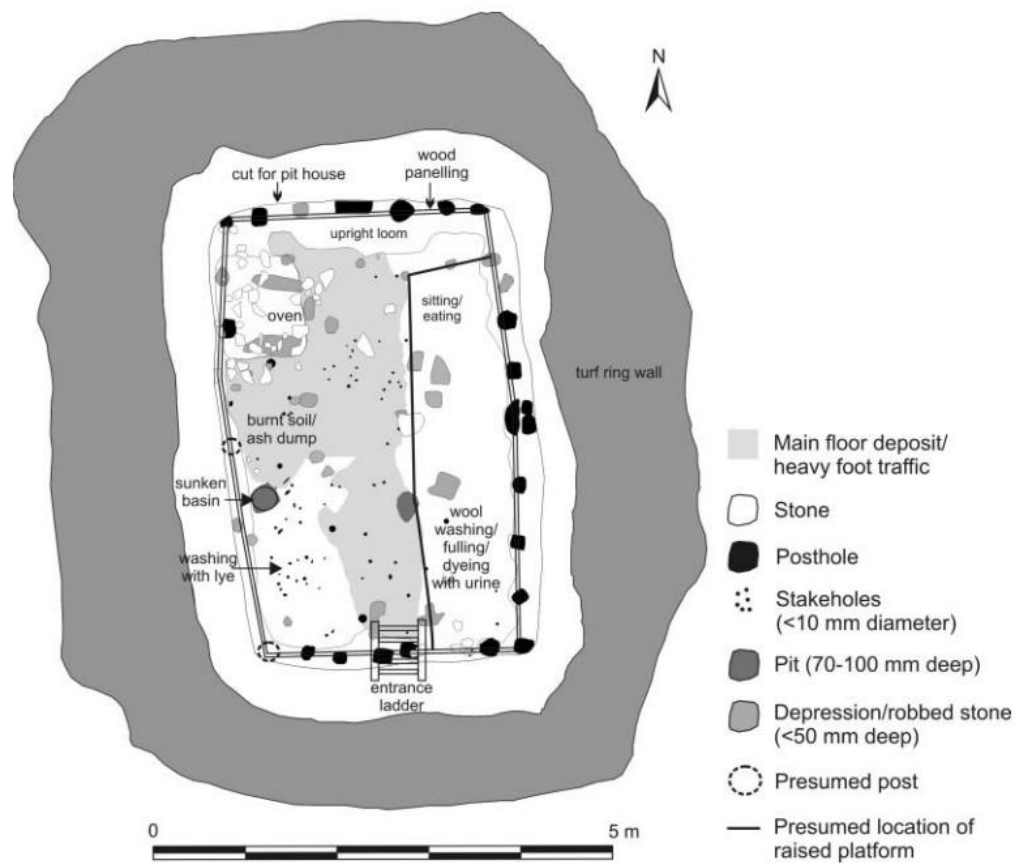 N
cut for pit house
wood
panelling
upright loom
oven
sitting/
eating
turf ring wall
burnt soil/
ash dump
sunken
basin
washing
with lye
wool
washing/
fulling/
dyeing
with urine
entrance
ladder
Main floor deposit/
heavy foot traffic
Stone
Posthole
Stakeholes
(<10 mm diameter)
Pit (70-100 mm deep)
Depression/robbed stone
(<50 mm deep)
Presumed post
Presumed location of
raised platform
0
5 m